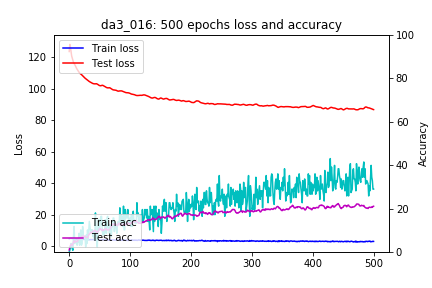 da3_016: 500 epochs loss and accuracy
Train loss
Test loss
Train acc
Test acc
Loss
120
100
80
60
40
20
0
Accuracy
100
80
60
40
20
0
0
100
200
300
400
500